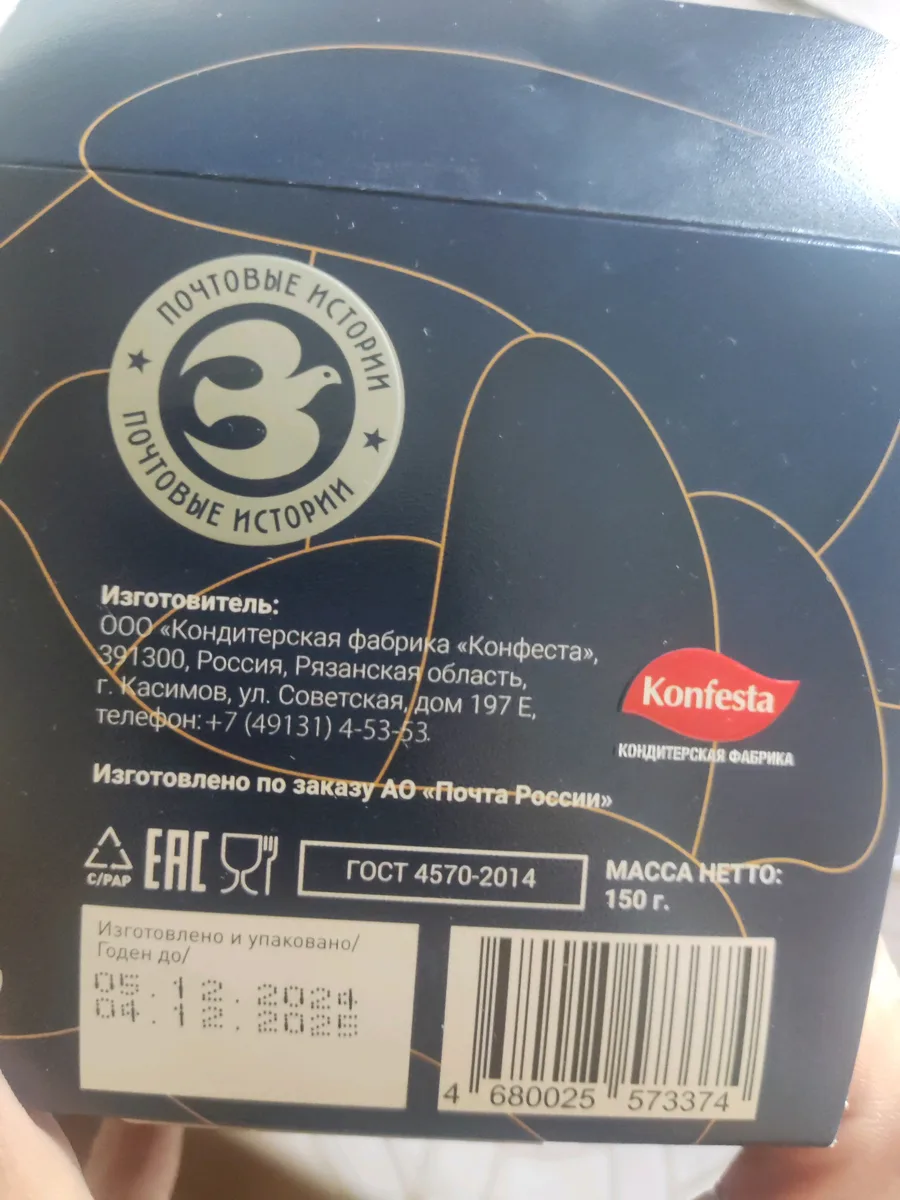 ПОЧТОВЫЕ ИСТОРИИ
ПОЧТОВЫЕ ИСТОРИИ
Изготовитель:
ООО «Кондитерская фабрика «Конфеста»,
391300, Россия, Рязанская область,
г. Касимов, ул. Советская, дом 197 Е,
телефон: +7 (49131) 4-53-53.
Konfesta
КОНДИТЕРСКАЯ ФАБРИКА
Изготовлено по заказу АО «Почта России»
C/PAP
EAC
ГОСТ 4570-2014
МАССА НЕТТО:
150 г.
Изготовлено и упаковано/
Годен до/
05.12.2024
04.12.2025
4 680025 573374